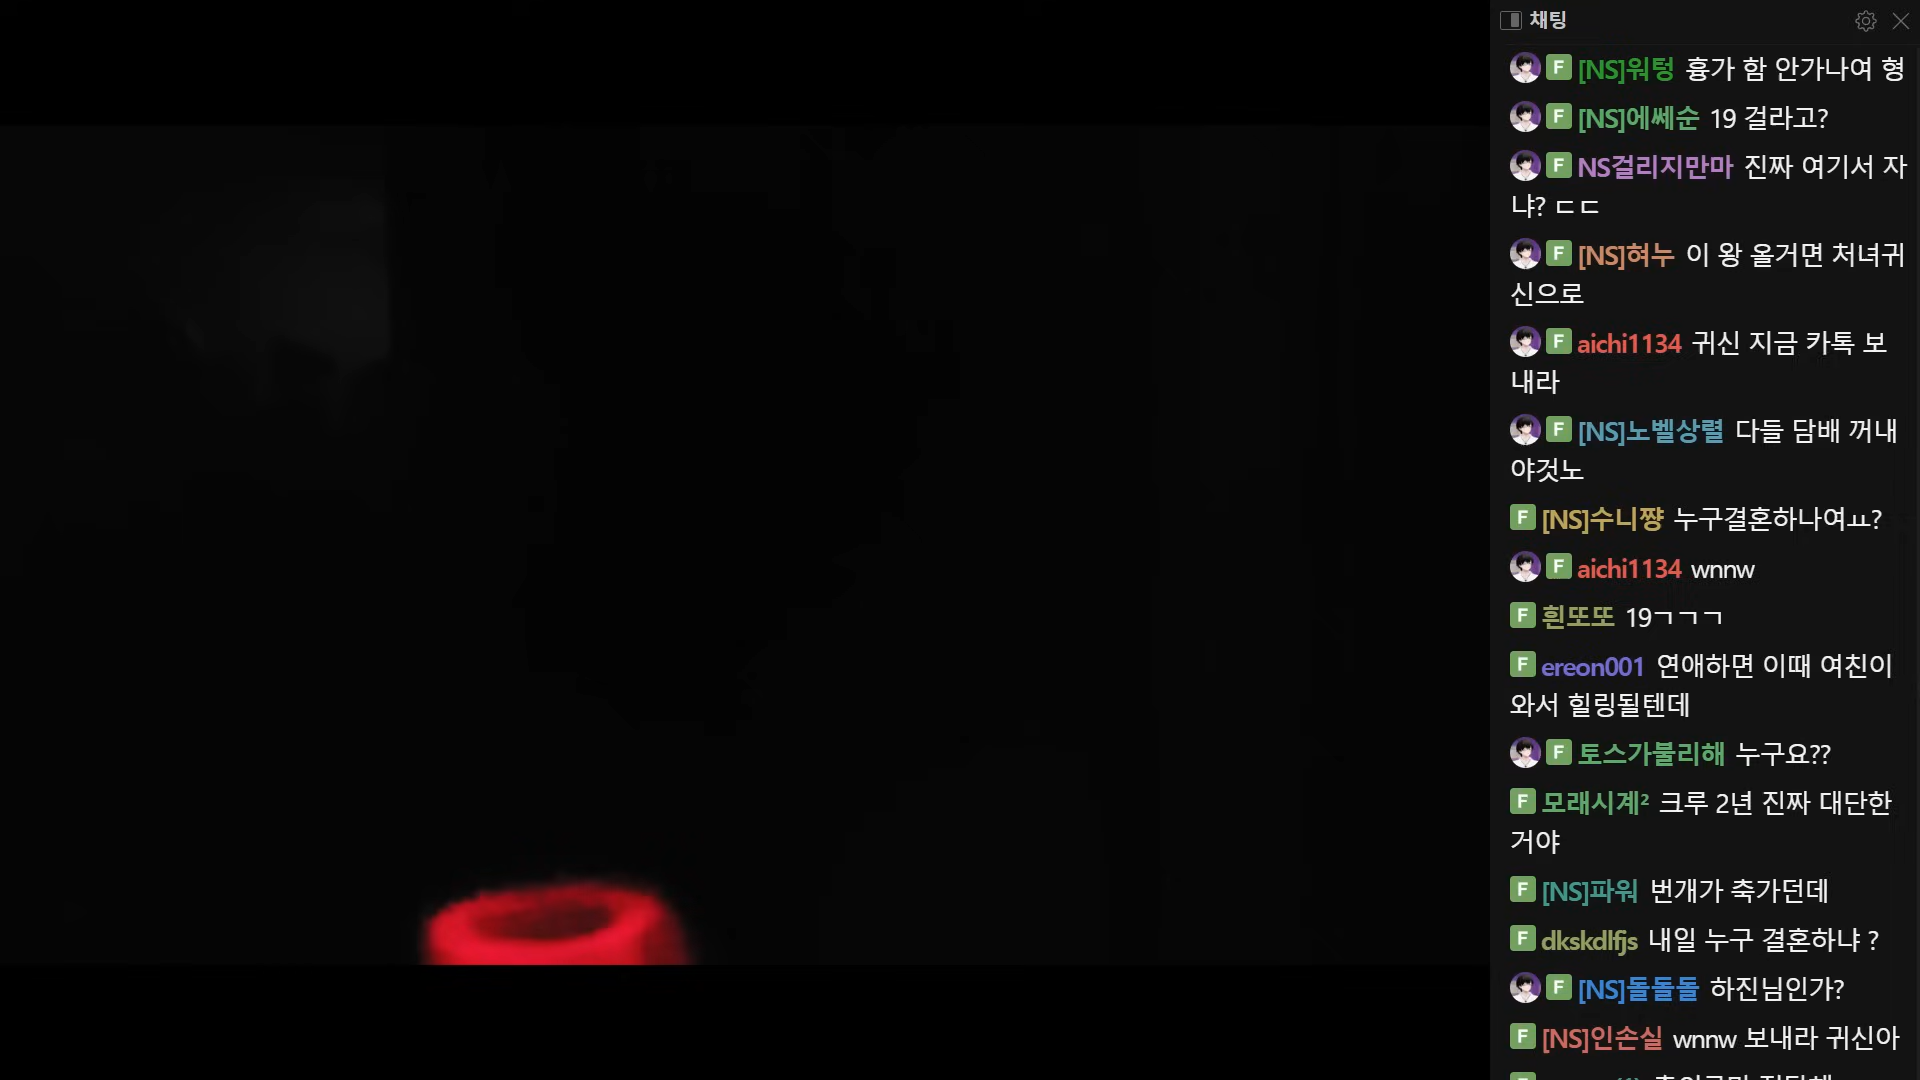 채팅
F [NS]워텅 흉가 함 안가나여 형
F [NS]에쎄순 19 걸라고?
F NS걸리지만마 진짜 여기서 자
냐? ㄷㄷ
F [NS]혀누 이 왕 올거면 처녀귀
신으로
F aichi1134 귀신 지금 카톡 보
내라
F [NS]노벨상렬 다들 담배 꺼내
야것노
F [NS]수니쨩 누구결혼하나여ㅛ?
F aichi1134 wnnw
F 흰또또 19ㄱㄱㄱ
F ereon001 연애하면 이때 여친이
와서 힐링될텐데
F 토스가불리해 누구요??
F 모래시계² 크루 2년 진짜 대단한
거야
F [NS]파워 번개가 축가던데
F dkskdlfjs 내일 누구 결혼하냐 ?
F [NS]돌돌돌 하진님인가?
F [NS]인손실 wnnw 보내라 귀신아